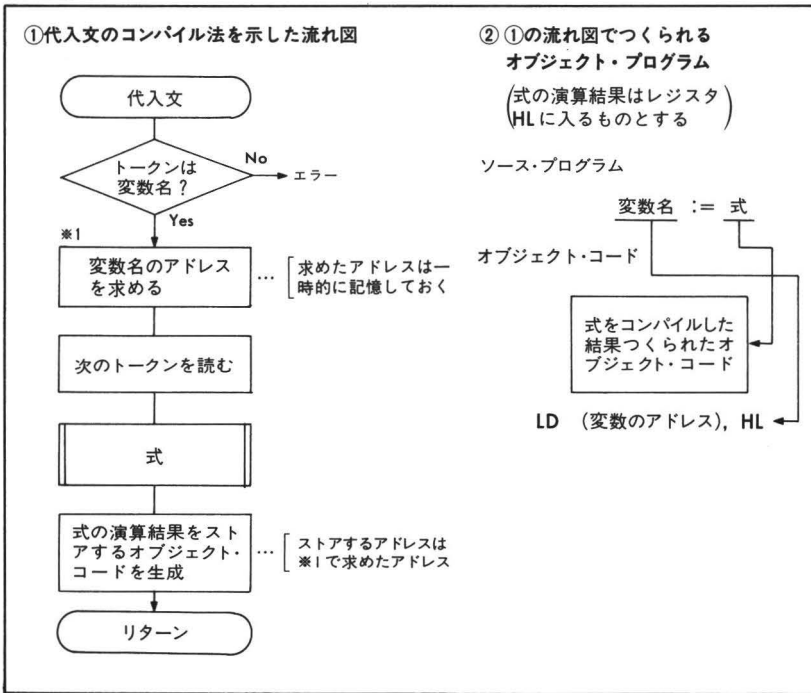 ①代入文のコンパイル法を示した流れ図
代入文
トークンは
変数名？
No
エラー
Yes
※1
変数名のアドレス
を求める
… 求めたアドレスは一
時的に記憶しておく
次のトークンを読む
式
式の演算結果をスト
アするオブジェクト・
コードを生成
… ストアするアドレスは
※1で求めたアドレス
リターン
② ①の流れ図でつくられる
オブジェクト・プログラム
(式の演算結果はレジスタ
HLに入るものとする)
ソース・プログラム
変数名 := 式
オブジェクト・コード
式をコンパイルした
結果つくられたオ
ブジェクト・コード
LD (変数のアドレス), HL